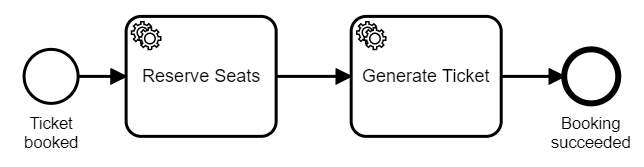 Reserve Seats
Generate Ticket
Ticket
booked
Booking
succeeded